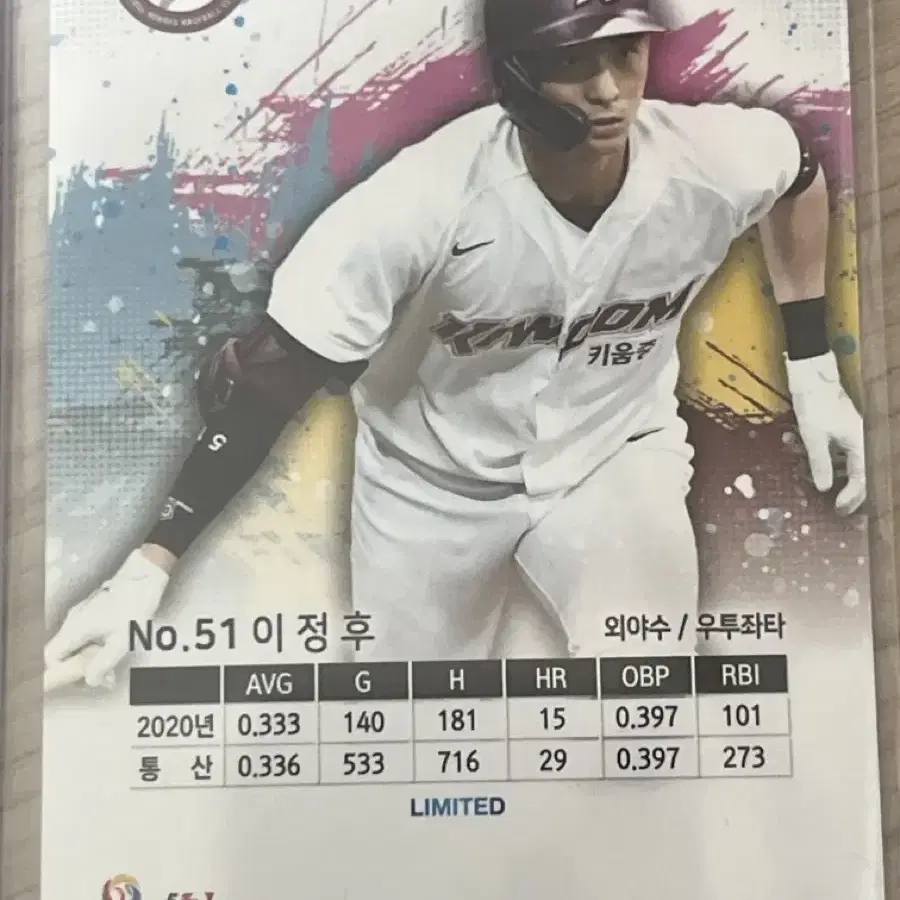 키움증
No.51 이정후
외야수 / 우투좌타
AVG G H HR OBP RBI
2020년 0.333 140 181 15 0.397 101
통 산 0.336 533 716 29 0.397 273
LIMITED